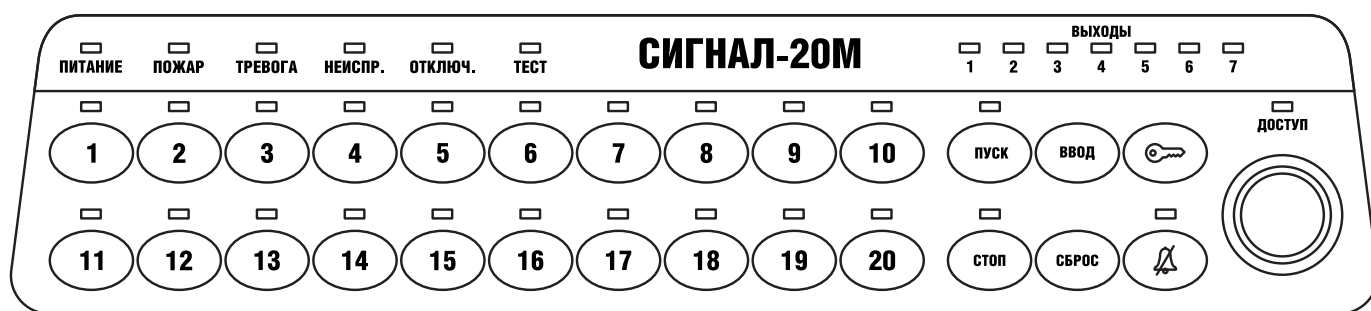 ВЫХОДЫ
ПИТАНИЕ ПОЖАР ТРЕВОГА НЕИСПР. ОТКЛЮЧ. ТЕСТ СИГНАЛ-20М 1 2 3 4 5 6 7
ДОСТУП
1 2 3 4 5 6 7 8 9 10 ПУСК ВВОД
11 12 13 14 15 16 17 18 19 20 СТОП СБРОС